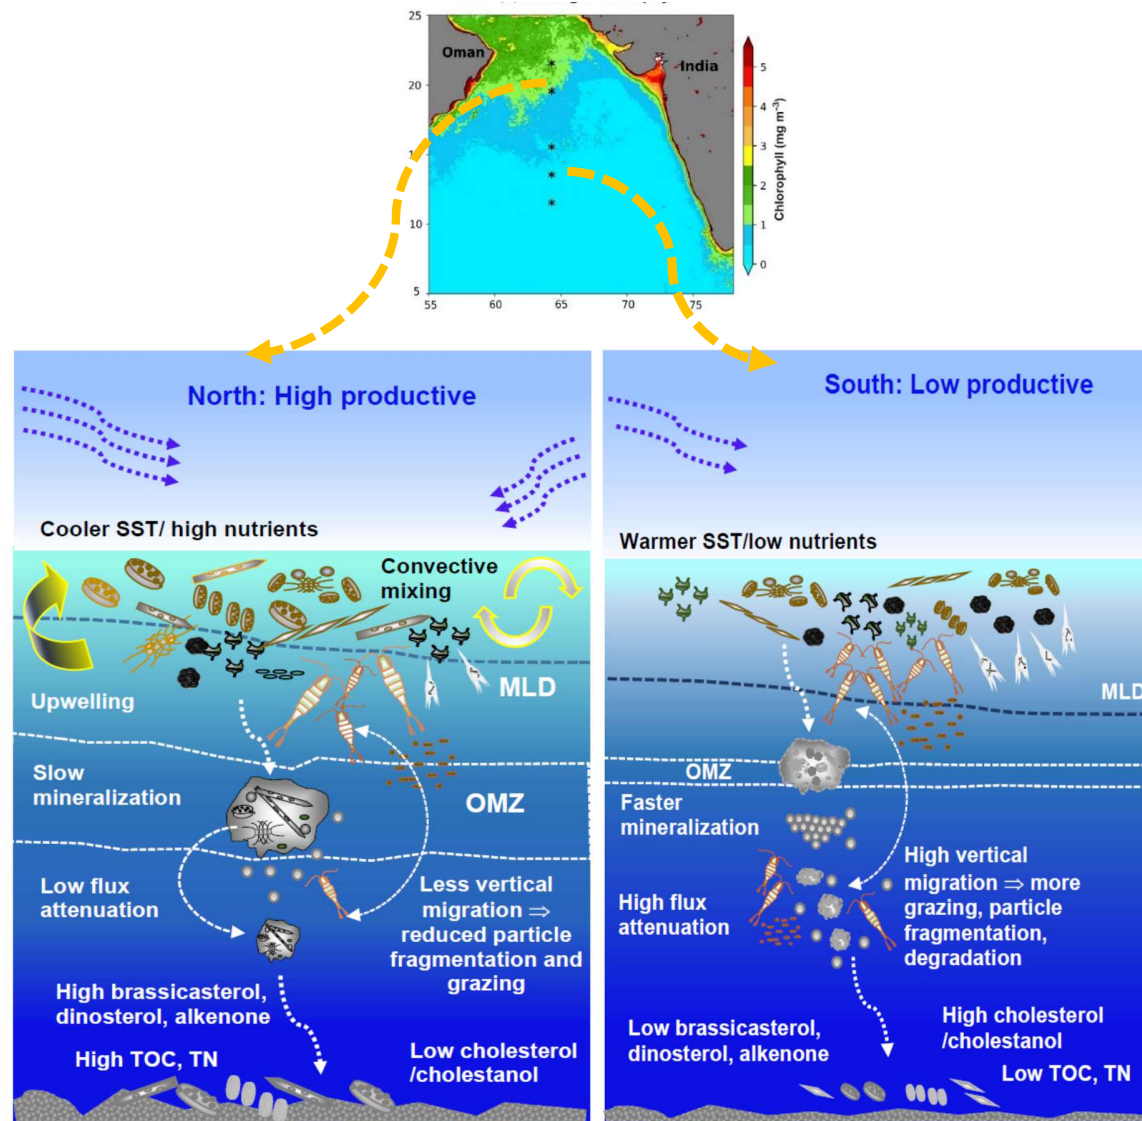 25
20
15
10
5
55
60
65
70
75
Oman
India
5
4
3
2
1
0
Chlorophyll (mg m⁻³)
North: High productive
Cooler SST/ high nutrients
Convective
mixing
MLD
Upwelling
Slow
mineralization
OMZ
Low flux
attenuation
Less vertical
migration ⇒
reduced particle
fragmentation and
grazing
High brassicasterol,
dinosterol, alkenone
High TOC, TN
Low cholesterol
/cholestanol
South: Low productive
Warmer SST/low nutrients
MLD
OMZ
Faster
mineralization
High flux
attenuation
High vertical
migration ⇒ more
grazing, particle
fragmentation,
degradation
Low brassicasterol,
dinosterol, alkenone
High cholesterol
/cholestanol
Low TOC, TN